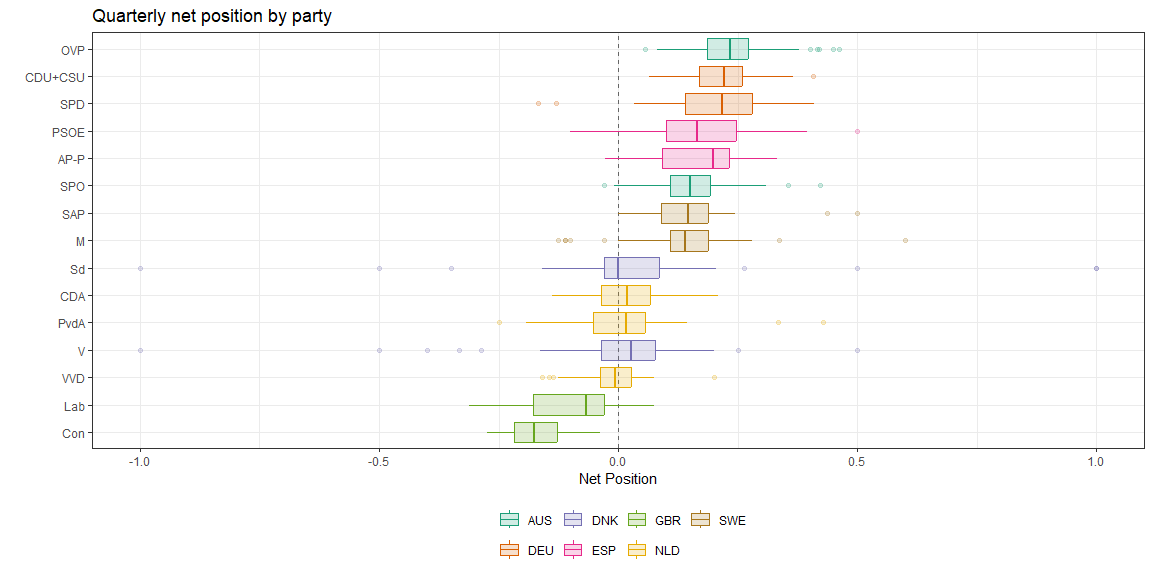 Quarterly net position by party
OVP
CDU+CSU
SPD
PSOE
AP-P
SPO
SAP
M
Sd
CDA
PvdA
V
VVD
Lab
Con
-1.0 -0.5 0.0 0.5 1.0
Net Position
AUS DNK GBR SWE
DEU ESP NLD